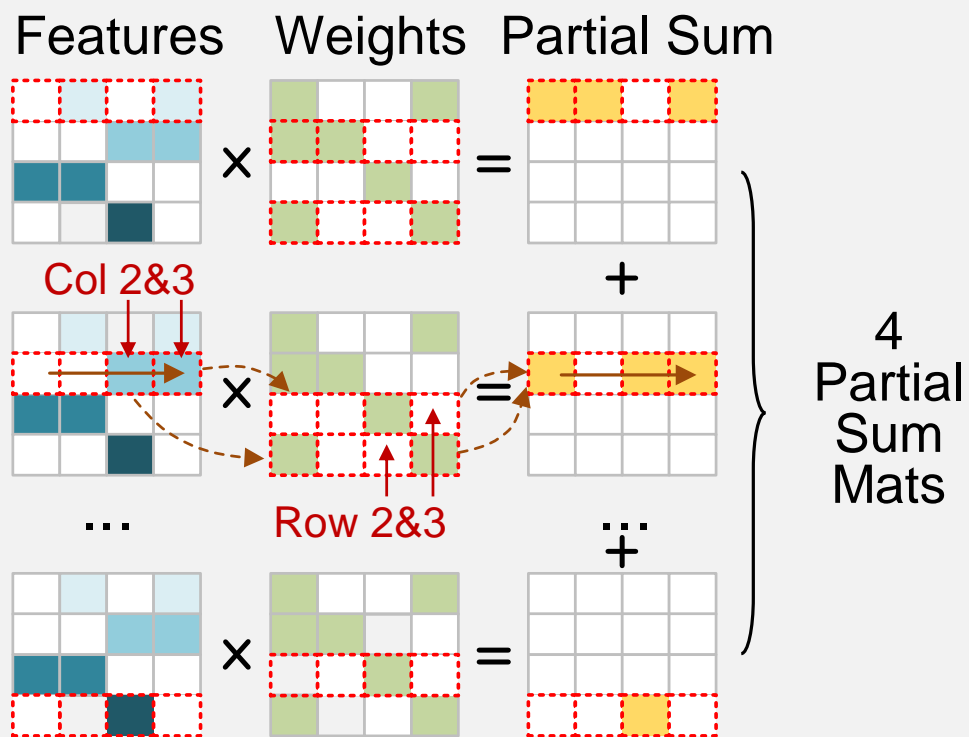 Features Weights Partial Sum
× =
+
Col 2&3
× =
4
Partial
Sum
Mats
Row 2&3
... ...
+
× =